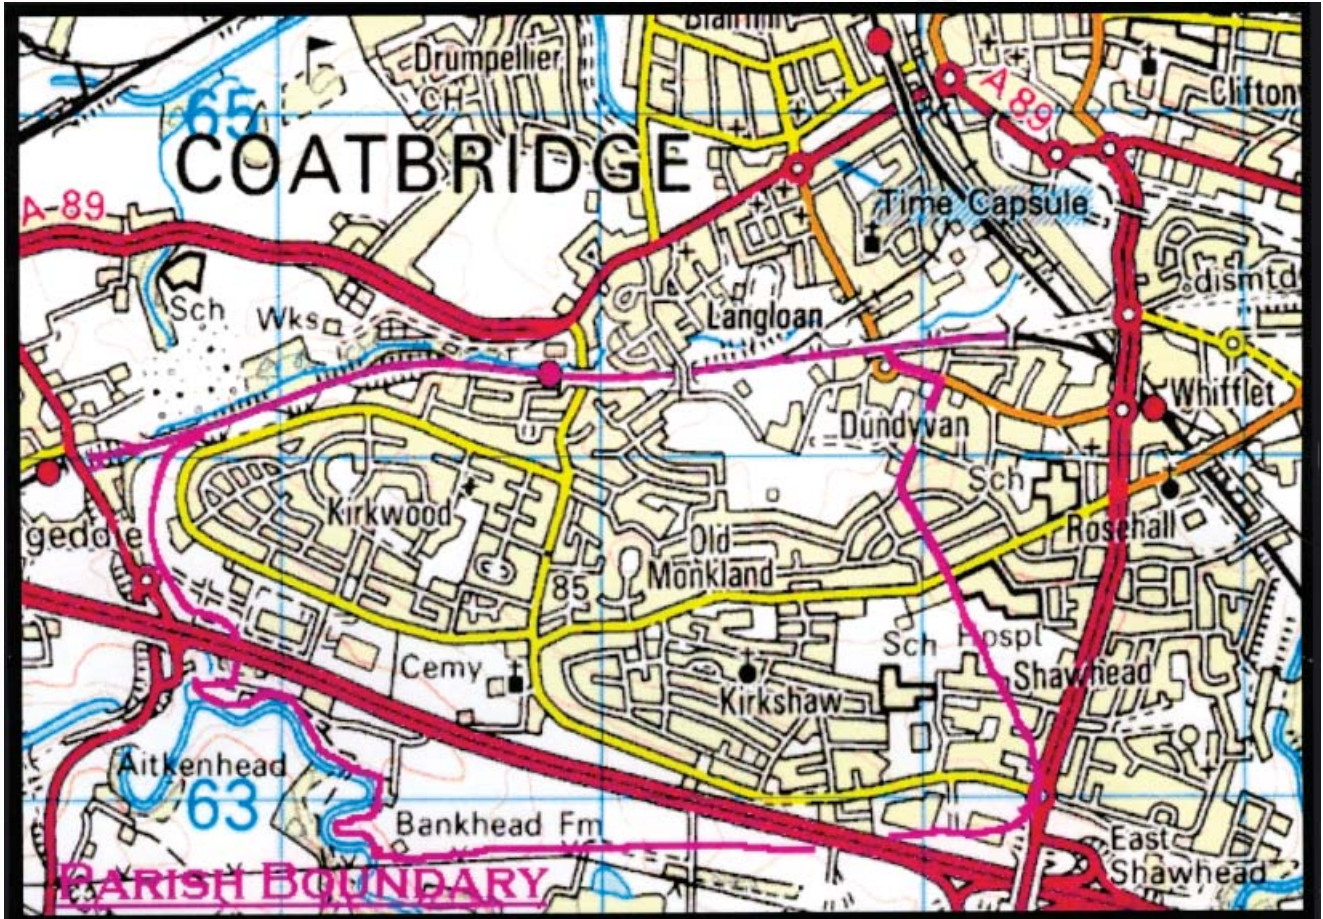 Drumpellier
CH
A 89
Clifton
65
COATBRIDGE
A 89
Time Capsule
Sch
Wks
Langloan
dismtd
Whifflet
Dundyvan
Sch
Kirkwood
Rosehall
geddie
Old
Monkland
85
Sch
Hospl
Cemy
Shawhead
Kirkshaw
Aitkenhead
63
Bankhead Fm
East
Shawhead
PARISH BOUNDARY